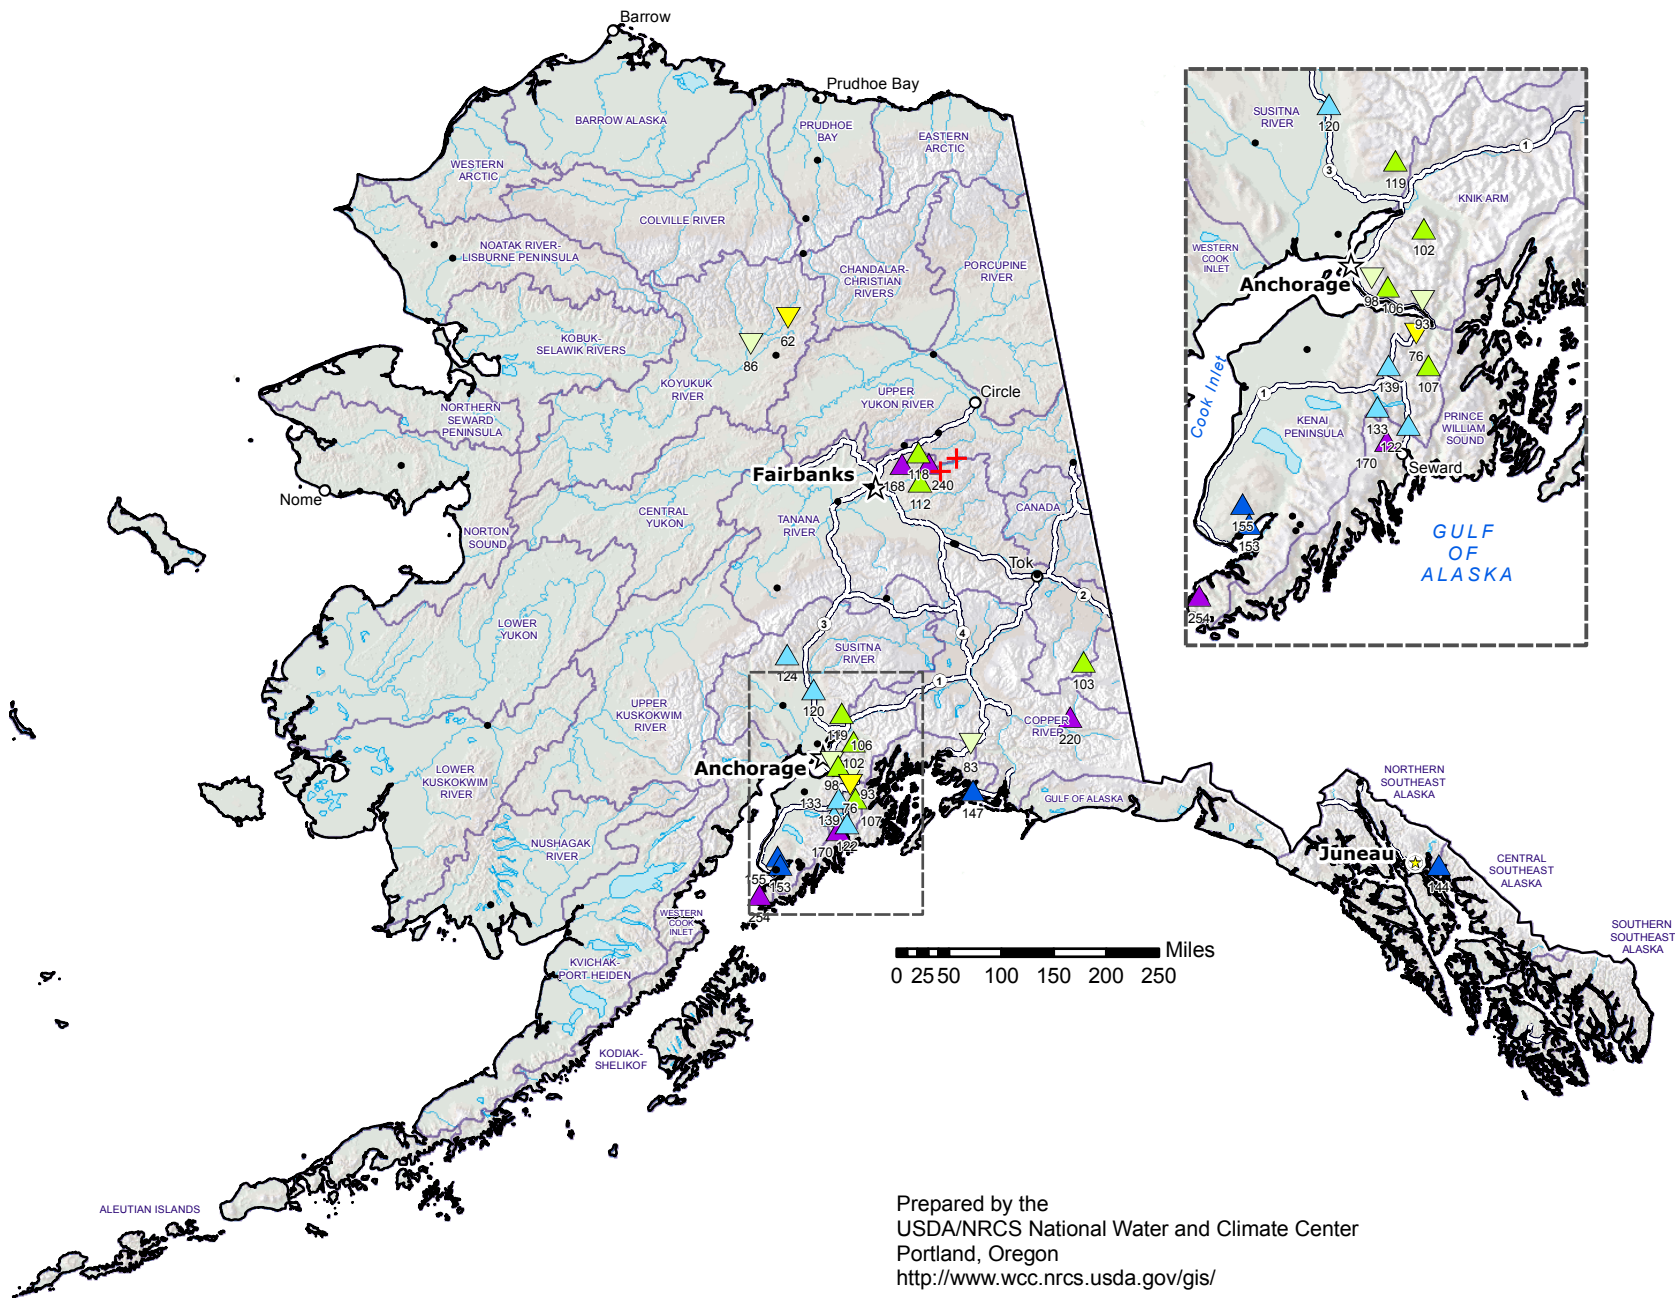 Barrow
Prudhoe Bay
BARROW ALASKA
PRUDHOE
BAY
EASTERN
ARCTIC
WESTERN
ARCTIC
COLVILLE RIVER
NOATAK RIVER-
LISBURNE PENINSULA
CHANDALAR-
CHRISTIAN
RIVERS
PORCUPINE
RIVER
62
86
KOBUK-
SELAWIK RIVERS
KOYUKUK
RIVER
UPPER
YUKON RIVER
Circle
NORTHERN
SEWARD
PENINSULA
Fairbanks
118
168
240
112
Nome
CENTRAL
YUKON
TANANA
RIVER
CANADA
NORTON
SOUND
Tok
2
3
4
1
LOWER
YUKON
SUSITNA
RIVER
124
120
103
UPPER
KUSKOKWIM
RIVER
119
106
COPPER
RIVER
220
Anchorage
102
83
98
93
133
76
139
107
147
170
122
155
153
254
LOWER
KUSKOKWIM
RIVER
NUSHAGAK
RIVER
GULF OF ALASKA
WESTERN
COOK
INLET
KVICHAK-
PORT HEIDEN
KODIAK-
SHELIKOF
ALEUTIAN ISLANDS
NORTHERN
SOUTHEAST
ALASKA
Juneau
144
CENTRAL
SOUTHEAST
ALASKA
SOUTHERN
SOUTHEAST
ALASKA
Miles
0 25 50 100 150 200 250
SUSITNA
RIVER
120
1
3
119
KNIK ARM
102
WESTERN
COOK
INLET
Anchorage
98
106
93
76
139
107
Cook Inlet
1
KENAI
PENINSULA
133
PRINCE
WILLIAM
SOUND
122
170
Seward
155
153
GULF
OF
ALASKA
254
Prepared by the
USDA/NRCS National Water and Climate Center
Portland, Oregon
http://www.wcc.nrcs.usda.gov/gis/